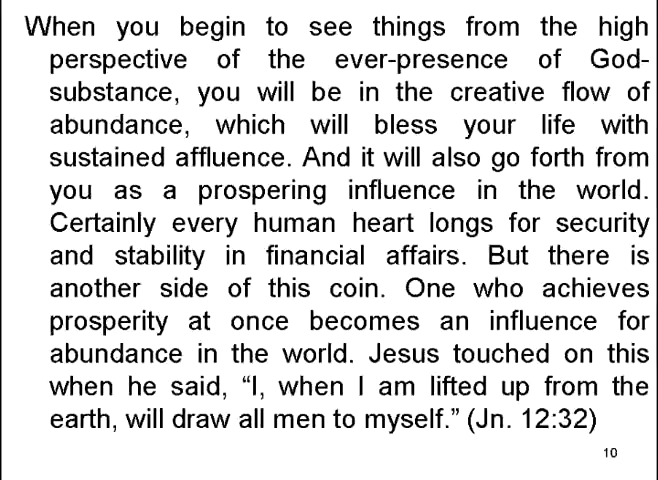 When you begin to see things from the high
perspective of the ever-presence of God-
substance, you will be in the creative flow of
abundance, which will bless your life with
sustained affluence. And it will also go forth from
you as a prospering influence in the world.
Certainly every human heart longs for security
and stability in financial affairs. But there is
another side of this coin. One who achieves
prosperity at once becomes an influence for
abundance in the world. Jesus touched on this
when he said, “I, when I am lifted up from the
earth, will draw all men to myself.” (Jn. 12:32)
10